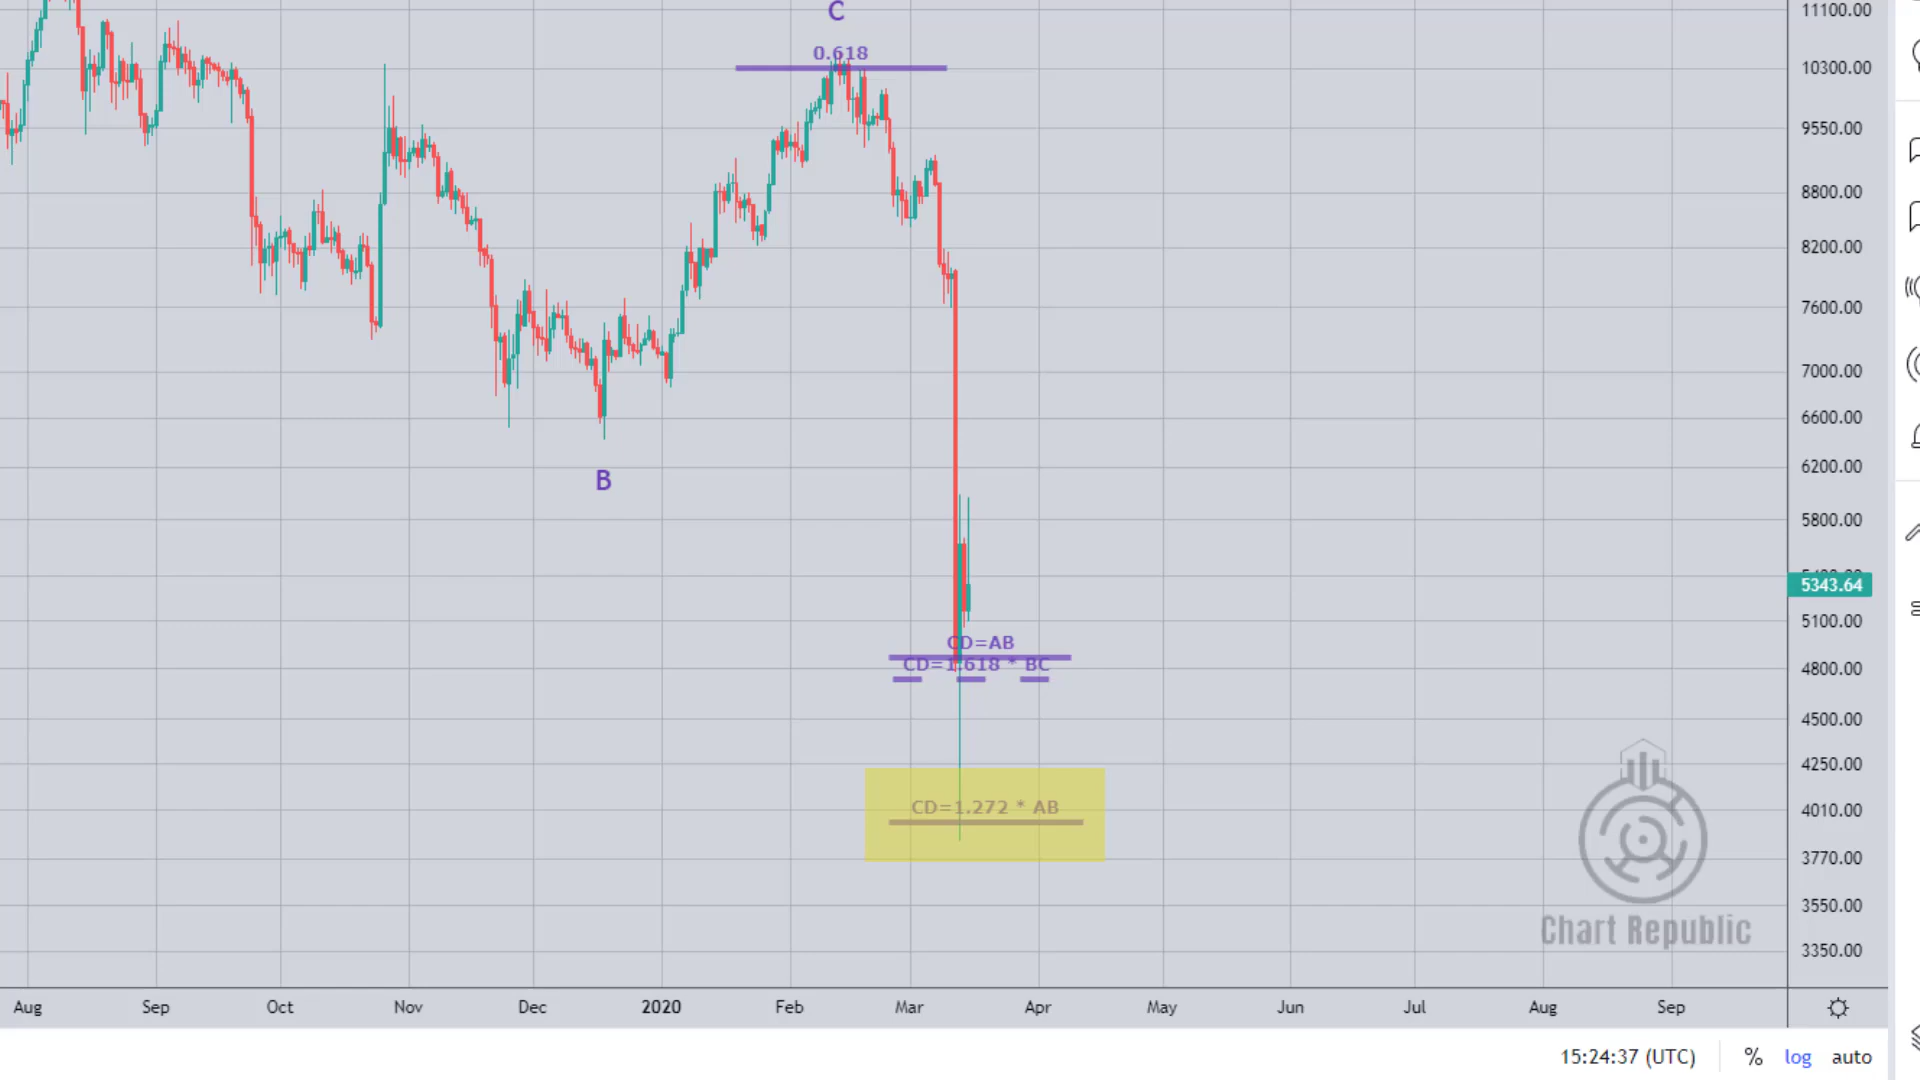 C
0.618
B
CD=AB
CD=1.618 * BC
CD=1.272 * AB
11100.00
10300.00
9550.00
8800.00
8200.00
7600.00
7000.00
6600.00
6200.00
5800.00
5343.64
5100.00
4800.00
4500.00
4250.00
4010.00
3770.00
3550.00
3350.00
Chart Republic
Aug Sep Oct Nov Dec 2020 Feb Mar Apr May Jun Jul Aug Sep
15:24:37 (UTC) % log auto